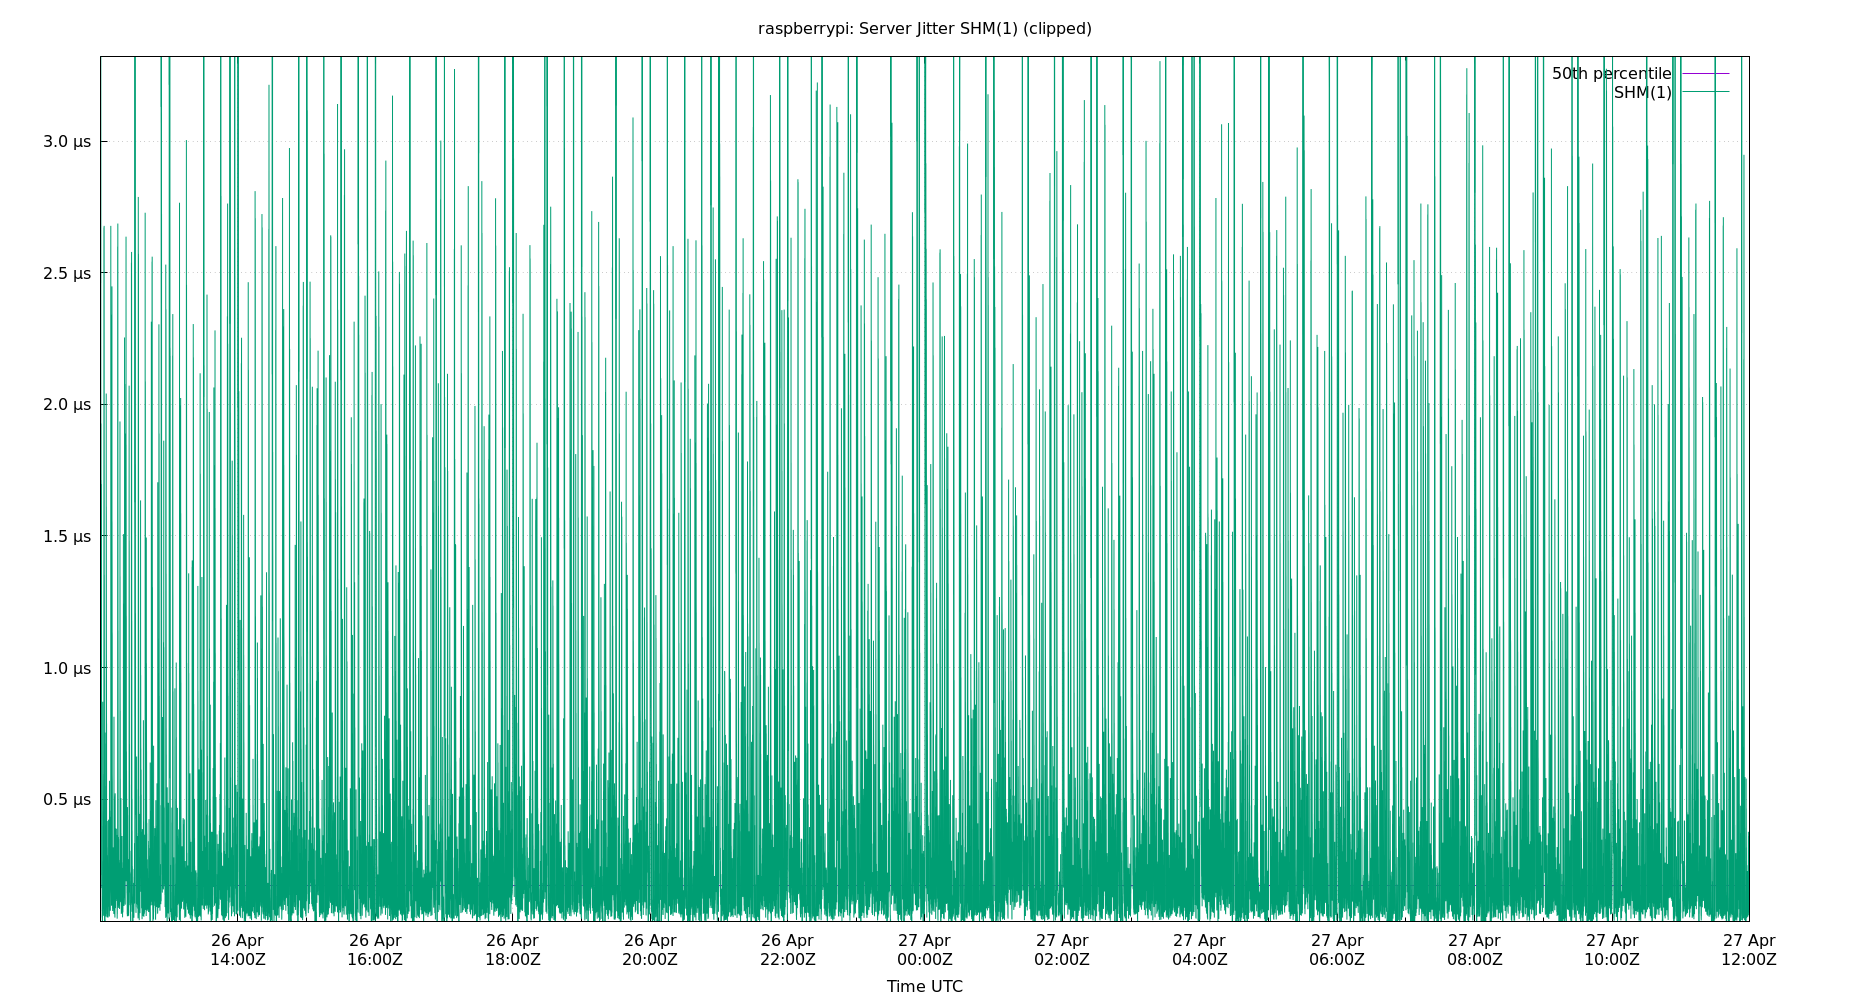 raspberrypi: Server Jitter SHM(1) (clipped)
50th percentile
SHM(1)
3.0 µs
2.5 µs
2.0 µs
1.5 µs
1.0 µs
0.5 µs
26 Apr 26 Apr 26 Apr 26 Apr 26 Apr 27 Apr 27 Apr 27 Apr 27 Apr 27 Apr 27 Apr 27 Apr
14:00Z 16:00Z 18:00Z 20:00Z 22:00Z 00:00Z 02:00Z 04:00Z 06:00Z 08:00Z 10:00Z 12:00Z
Time UTC